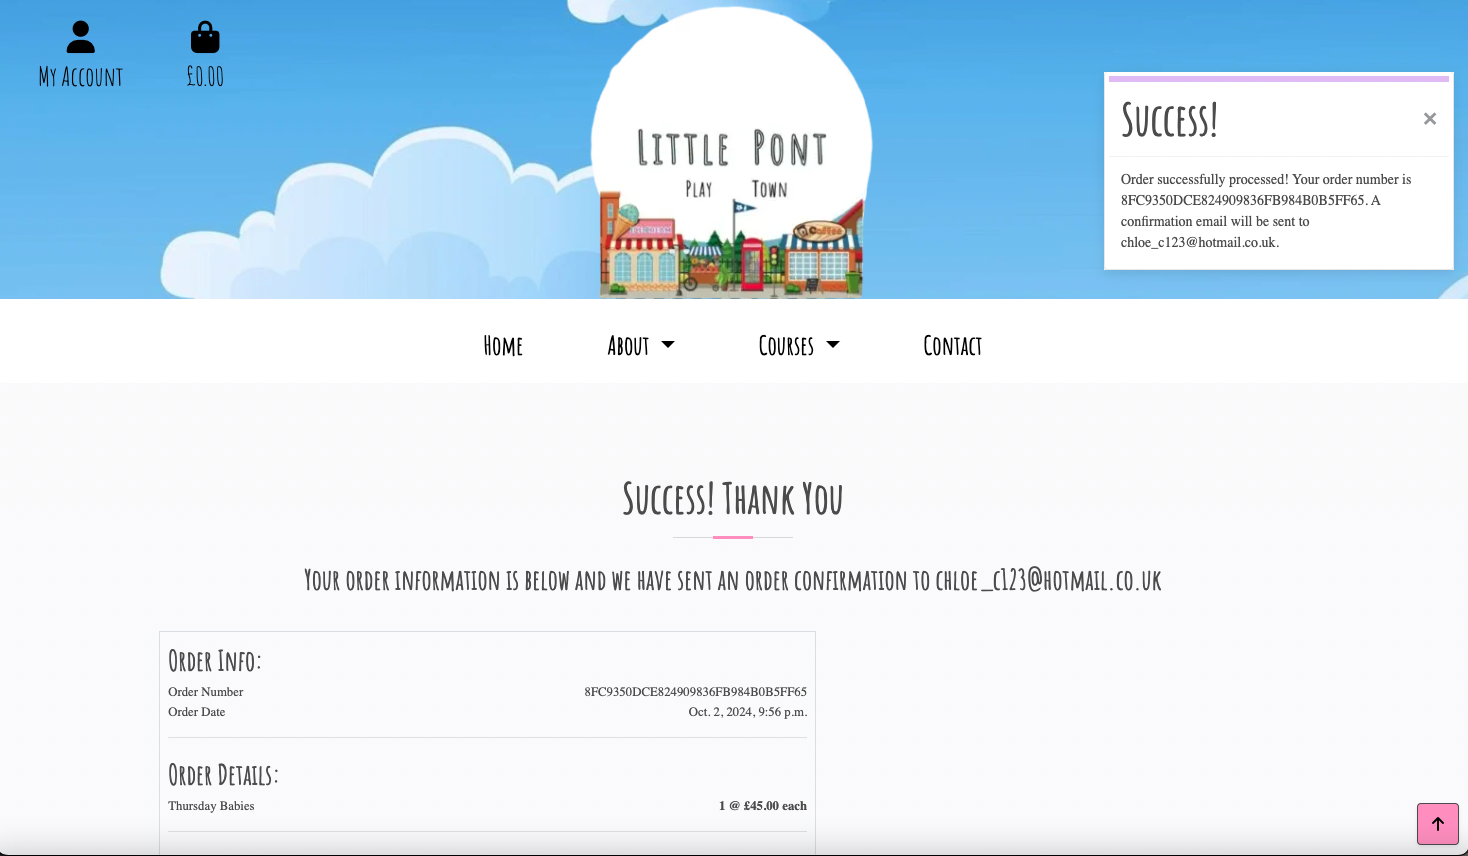 My Account
£0.00
Little Pont
Play Town
ICE CREAM
Coffee
Success!
×
Order successfully processed! Your order number is
8FC9350DCE824909836FB984B0B5FF65. A
confirmation email will be sent to
chloe_c123@hotmail.co.uk.
Home
About
Courses
Contact
Success! Thank You
Your order information is below and we have sent an order confirmation to chloe_c123@hotmail.co.uk
Order Info:
Order Number 8FC9350DCE824909836FB984B0B5FF65
Order Date Oct. 2, 2024, 9:56 p.m.
Order Details:
Thursday Babies 1 @ £45.00 each